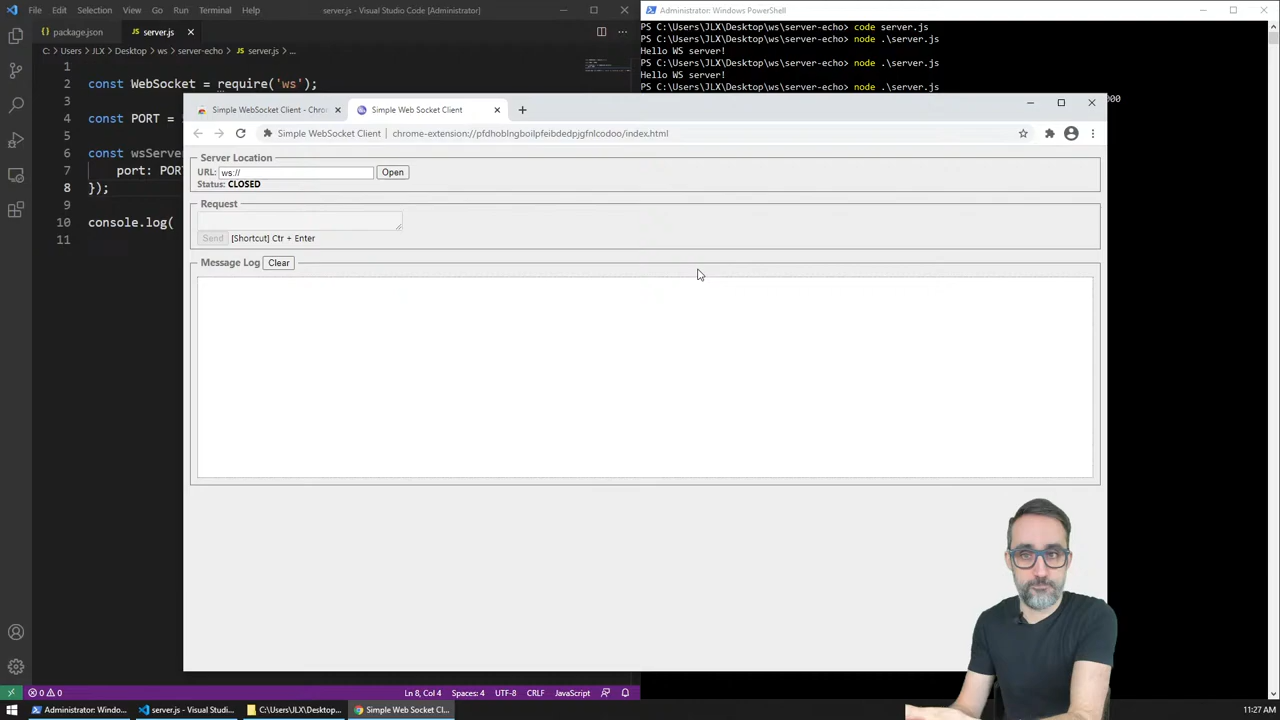 File Edit View Run Terminal Help server.js - Visual Studio Code [Administrator]
package.json server.js
C: > Users > JLX > Desktop > ws > server-echo > server.js > ...
1
2 const WebSocket = require('ws');
3
4 const PORT =
5
6 const wsServe
7 port: POR
8 });
9
10 console.log(
11
Administrator: Windows PowerShell
PS C:\Users\JLX\Desktop\ws\server-echo> code server.js
PS C:\Users\JLX\Desktop\ws\server-echo> node .\server.js
Hello WS server!
PS C:\Users\JLX\Desktop\ws\server-echo> node .\server.js
Hello WS server!
PS C:\Users\JLX\Desktop\ws\server-echo> node .\server.js
000
Simple WebSocket Client - Chro Simple Web Socket Client
Simple WebSocket Client | chrome-extension://pfdhoblngboilpfeibdedpjgfnlcodoo/index.html
Server Location
URL: ws:// Open
Status: CLOSED
Request
Send [Shortcut] Ctr + Enter
Message Log Clear
0 0 Ln 8, Col 4 Spaces: 4 UTF-8 CRLF JavaScript
Administrator: Windo... server.js - Visual Studi... C:\Users\JLX\Desktop... Simple Web Socket Cl... 11:27 AM